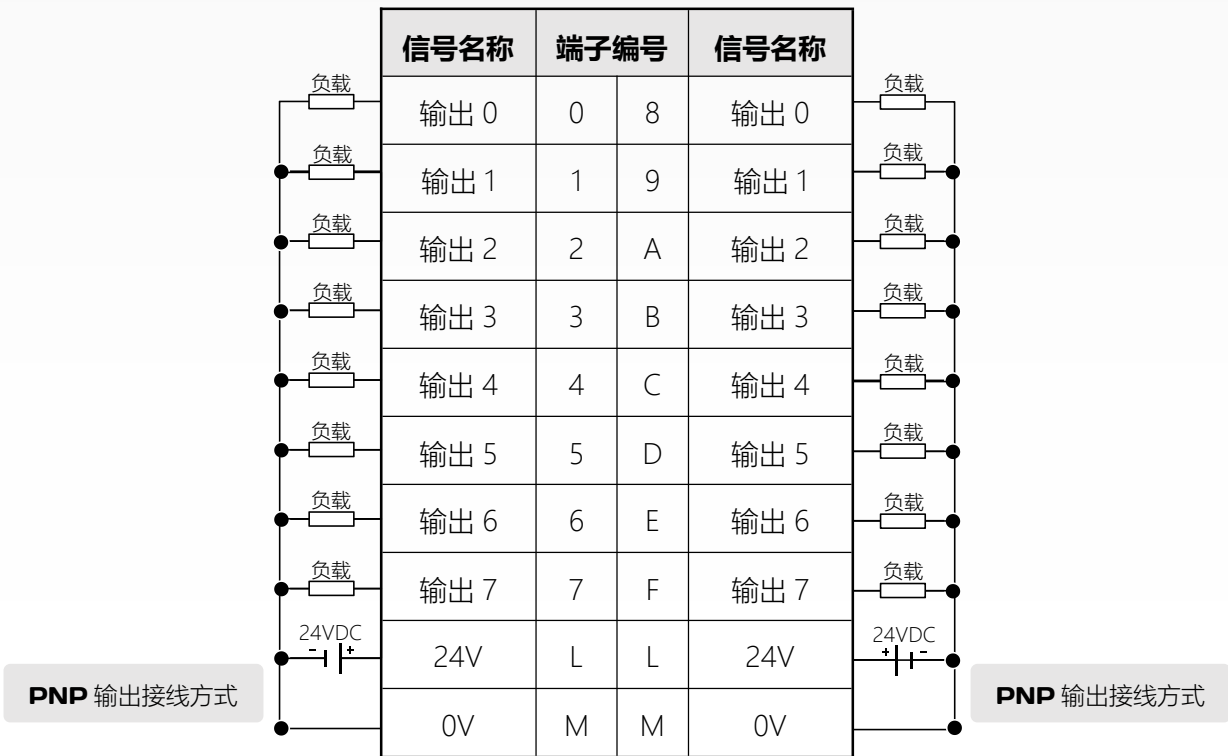 信号名称 端子编号 信号名称
负载 输出 0 0 8 输出 0 负载
负载 输出 1 1 9 输出 1 负载
负载 输出 2 2 A 输出 2 负载
负载 输出 3 3 B 输出 3 负载
负载 输出 4 4 C 输出 4 负载
负载 输出 5 5 D 输出 5 负载
负载 输出 6 6 E 输出 6 负载
负载 输出 7 7 F 输出 7 负载
24VDC 24VDC
- + 24V L L 24V + -
PNP 输出接线方式 PNP 输出接线方式
0V M M 0V